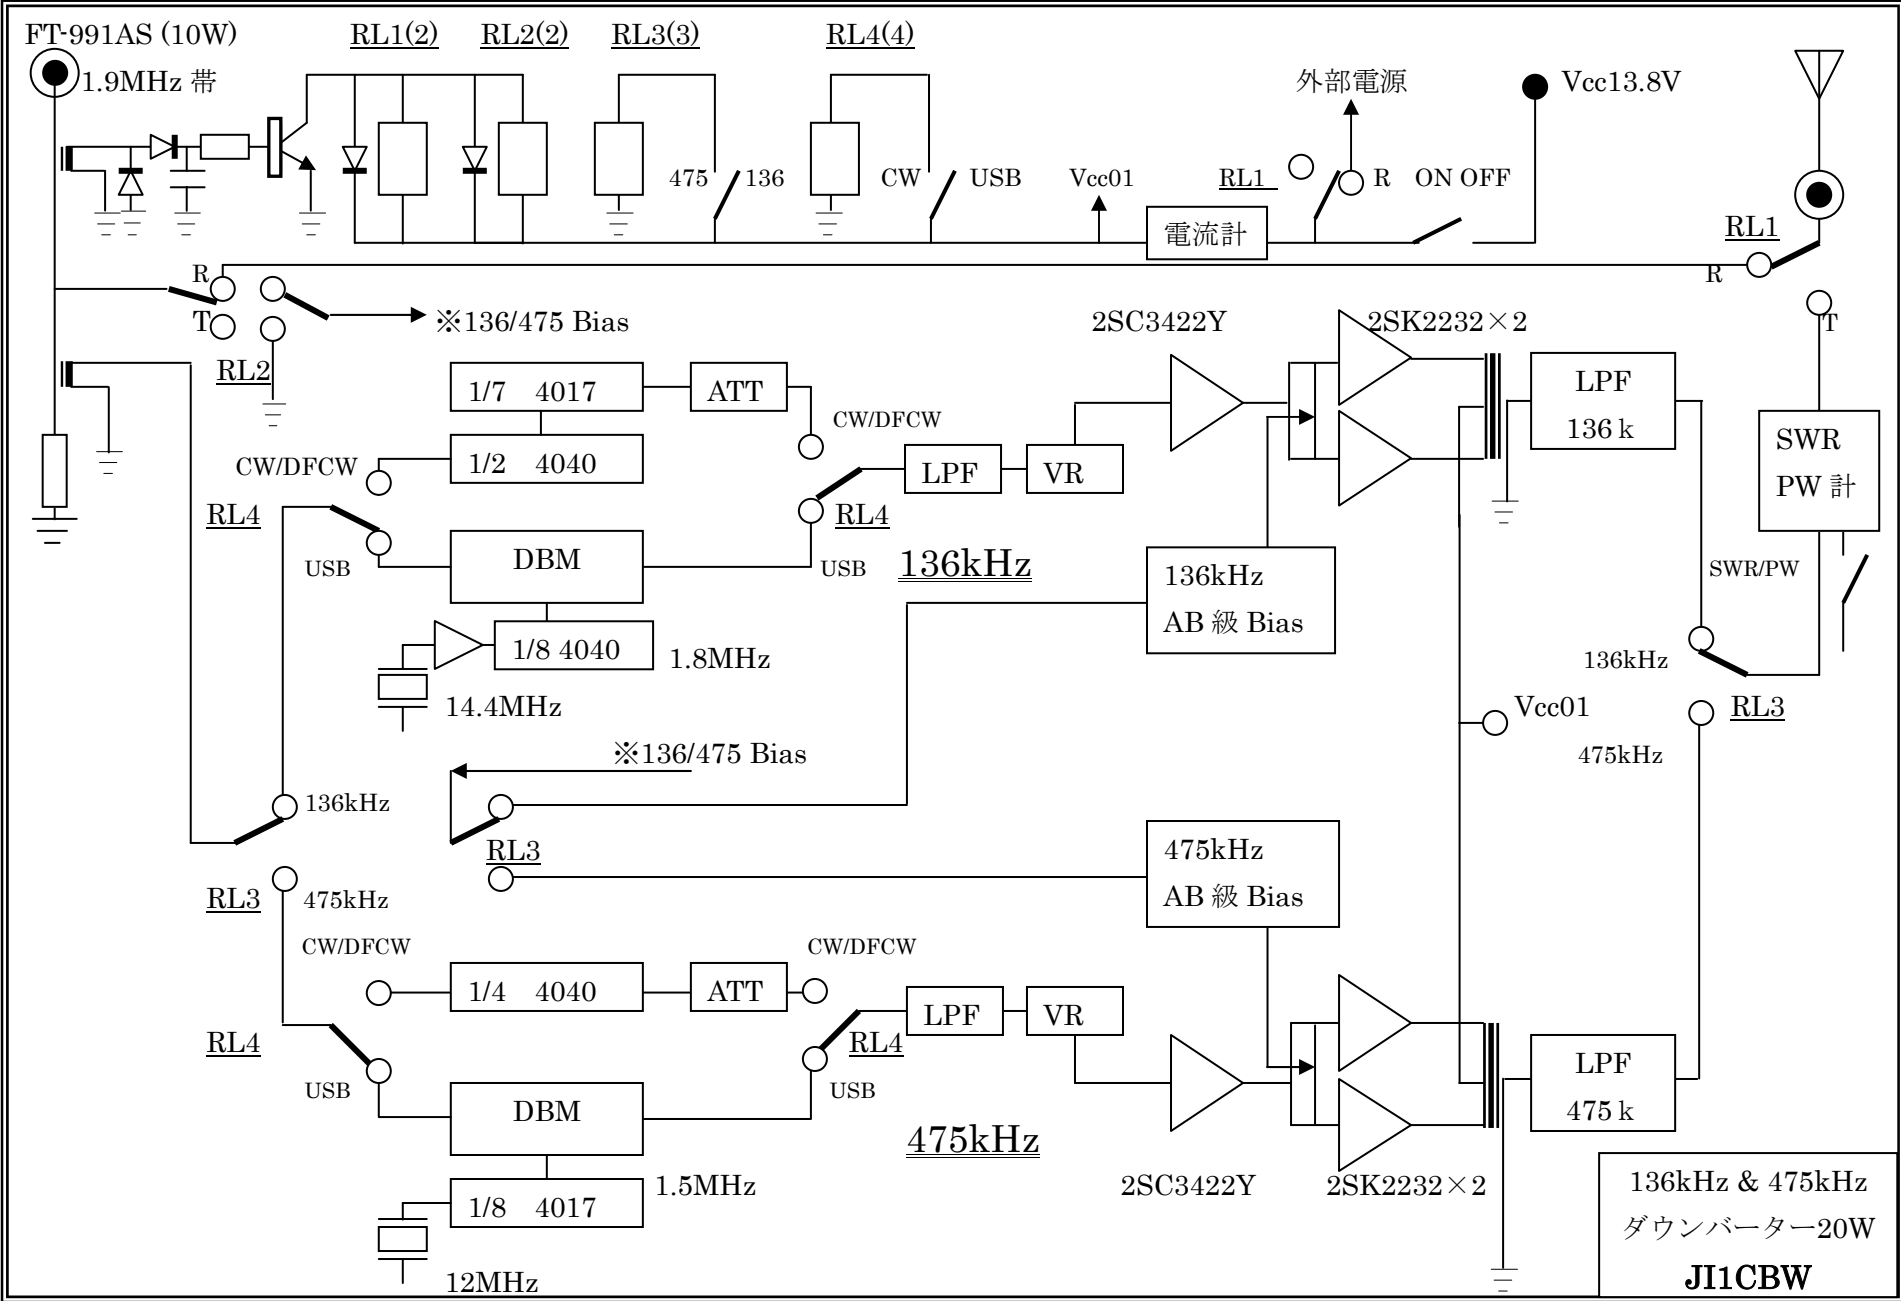 FT-991AS (10W)
1.9MHz 帯
RL1(2)
RL2(2)
RL3(3)
RL4(4)
外部電源
Vcc13.8V
475
136
CW
USB
Vcc01
RL1
R
ON OFF
電流計
RL1
R
T
R
T
RL2
※136/475 Bias
2SC3422Y
2SK2232×2
1/7 4017
ATT
CW/DFCW
LPF
136ｋ
SWR
PW 計
CW/DFCW
1/2 4040
LPF
VR
RL4
RL4
USB
DBM
USB
136kHz
136kHz
AB 級 Bias
SWR/PW
1/8 4040
1.8MHz
14.4MHz
136kHz
RL3
475kHz
Vcc01
※136/475 Bias
136kHz
RL3
RL3
475kHz
475kHz
AB 級 Bias
CW/DFCW
CW/DFCW
1/4 4040
ATT
LPF
VR
RL4
RL4
USB
USB
DBM
475kHz
LPF
475ｋ
1.5MHz
2SC3422Y
2SK2232×2
1/8 4017
12MHz
136kHz & 475kHz
ダウンバーター20W
JI1CBW